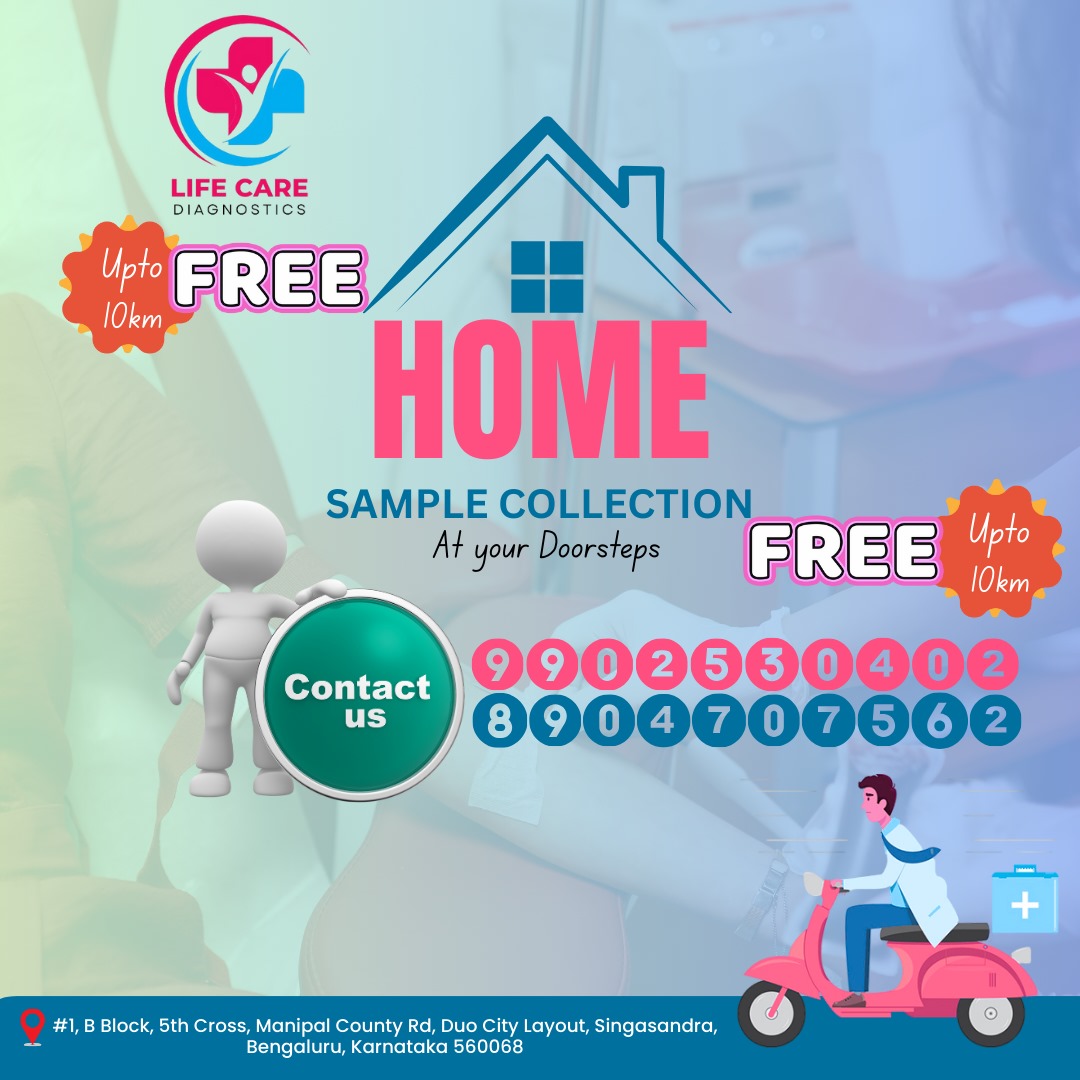 LIFE CARE
DIAGNOSTICS
Upto
10km
FREE
HOME
SAMPLE COLLECTION
At your Doorsteps
FREE
Upto
10km
Contact
us
9902530402
8904707562
#1, B Block, 5th Cross, Manipal County Rd, Duo City Layout, Singasandra,
Bengaluru, Karnataka 560068